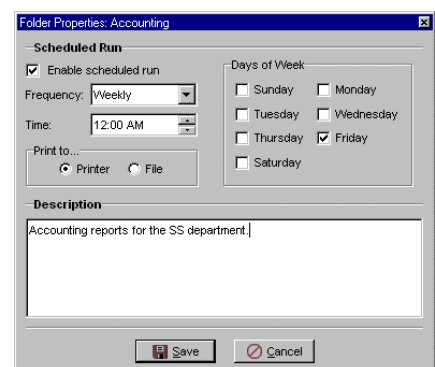 Folder Properties: Accounting
Scheduled Run
Enable scheduled run
Frequency: Weekly
Time: 12:00 AM
Print to...
Printer File
Days of Week
Sunday Monday
Tuesday Wednesday
Thursday Friday
Saturday
Description
Accounting reports for the SS department.
Save Cancel